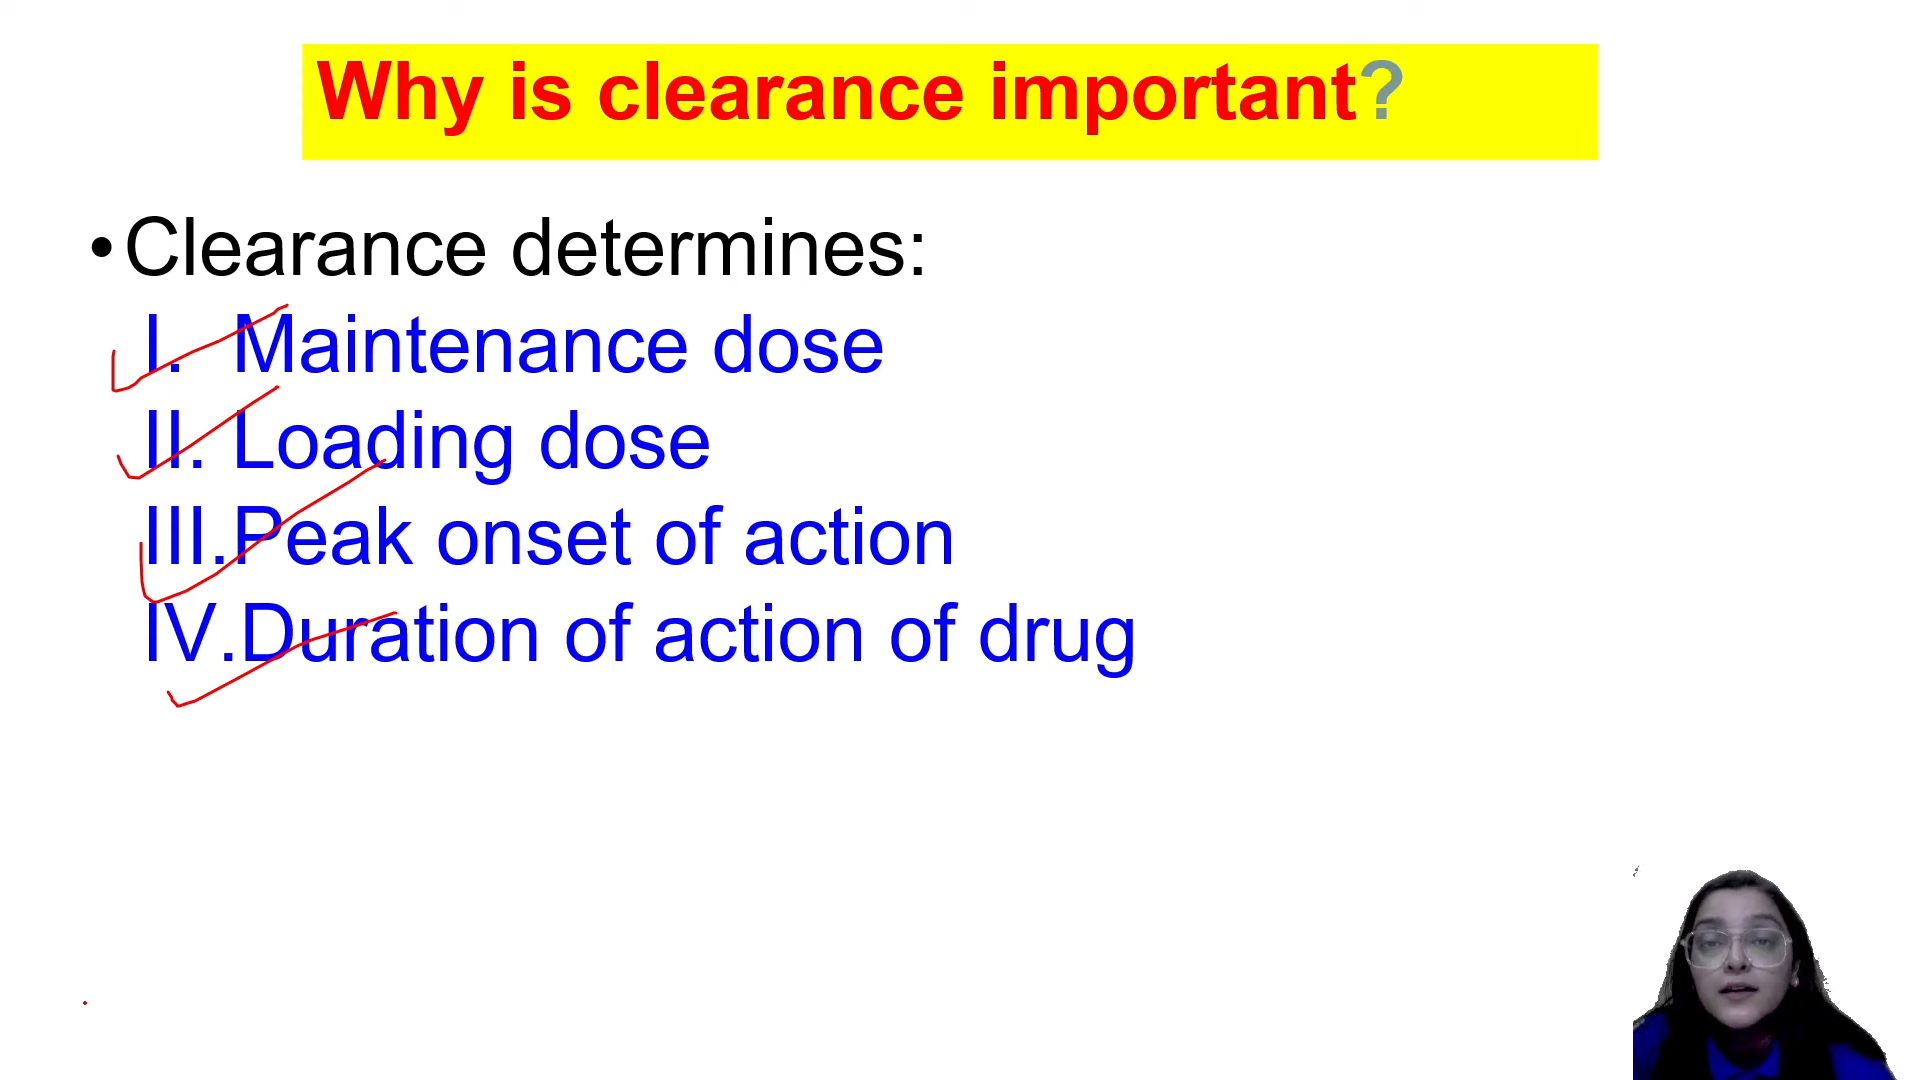 Why is clearance important?
•Clearance determines:
I. Maintenance dose
II. Loading dose
III.Peak onset of action
IV.Duration of action of drug